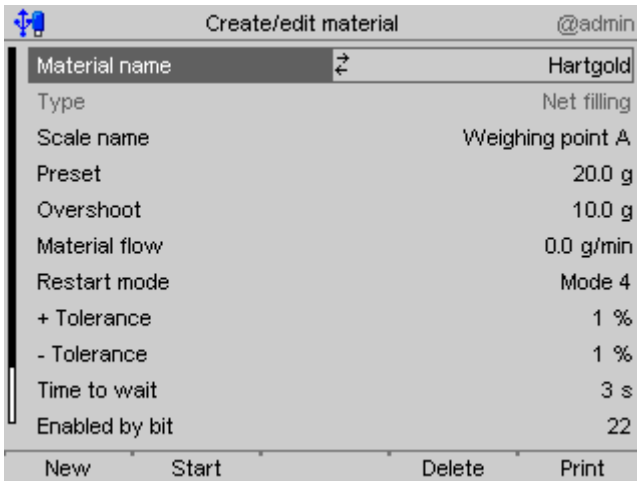 Create/edit material @admin
Material name Hartgold
Type Net filling
Scale name Weighing point A
Preset 20.0 g
Overshoot 10.0 g
Material flow 0.0 g/min
Restart mode Mode 4
+ Tolerance 1 %
- Tolerance 1 %
Time to wait 3 s
Enabled by bit 22
New Start Delete Print